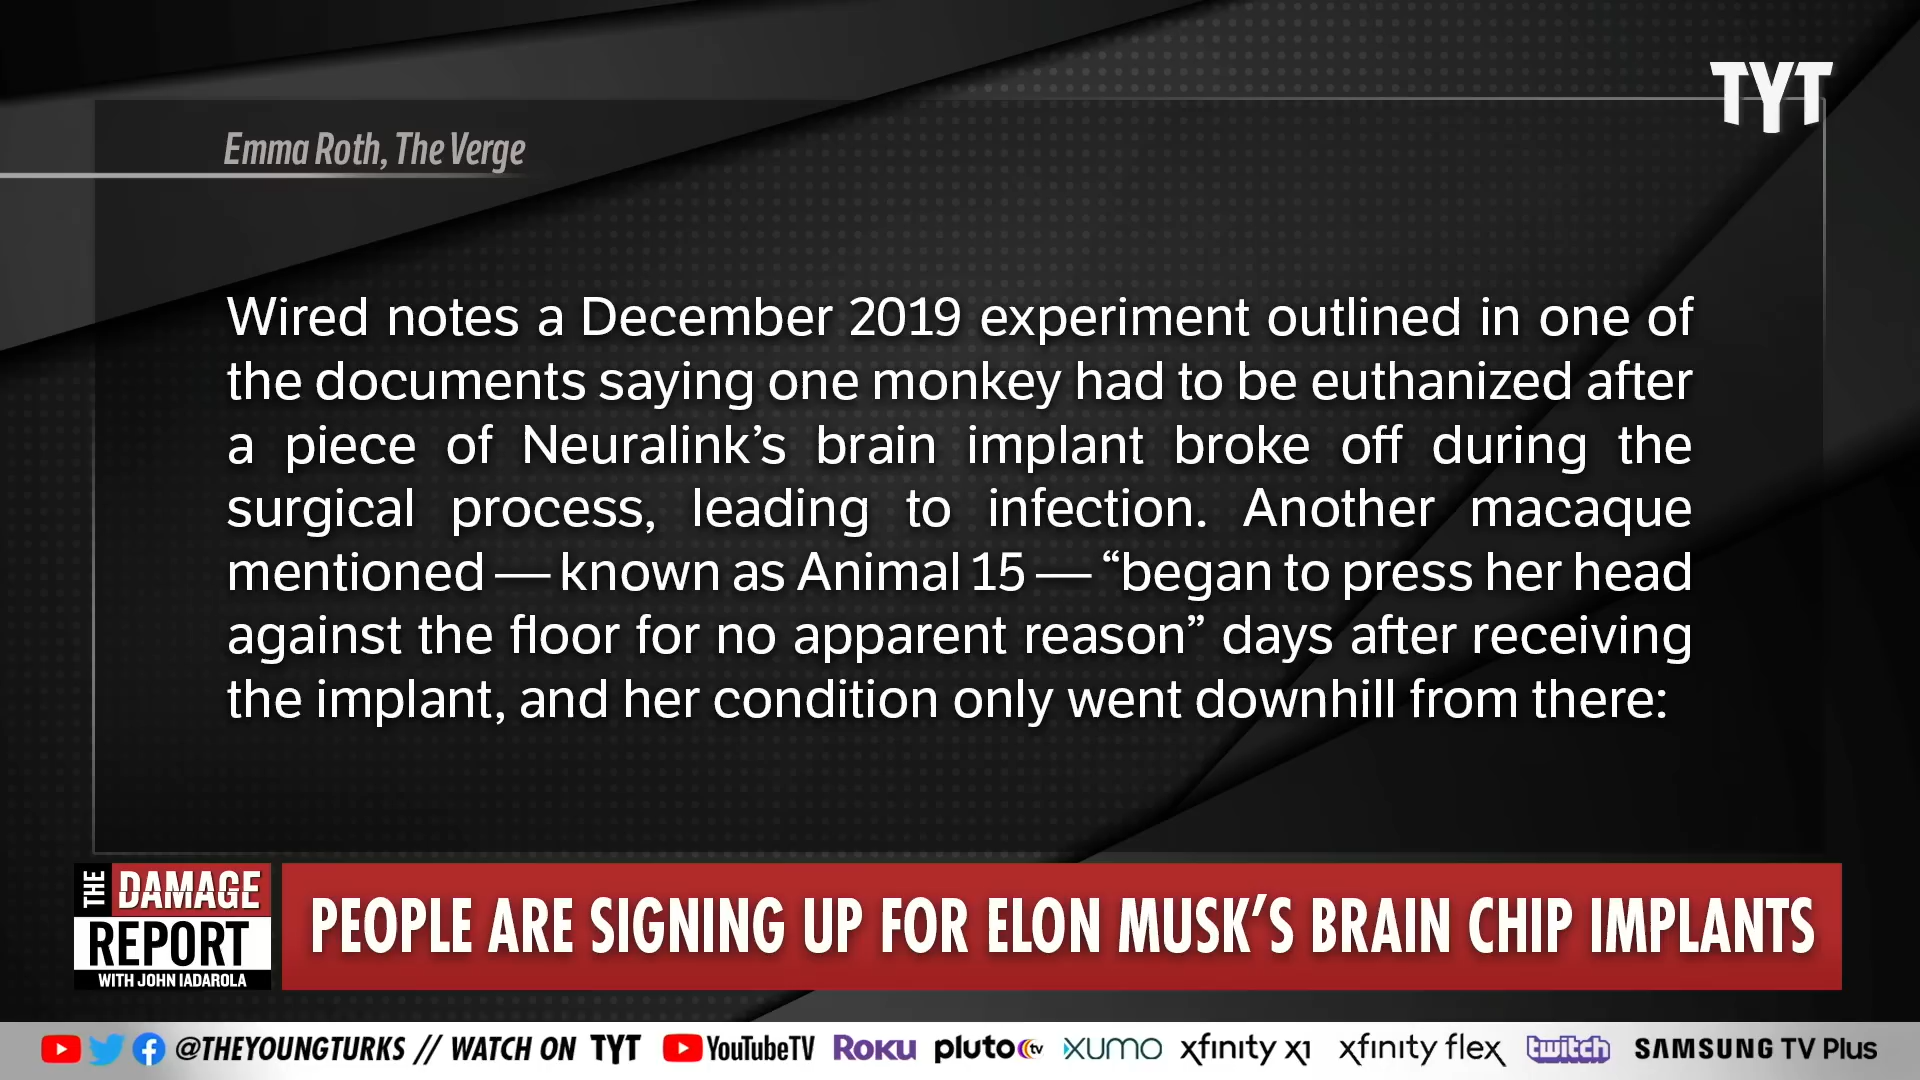 TYT
Emma Roth, The Verge
Wired notes a December 2019 experiment outlined in one of
the documents saying one monkey had to be euthanized after
a piece of Neuralink’s brain implant broke off during the
surgical process, leading to infection. Another macaque
mentioned — known as Animal 15 — “began to press her head
against the floor for no apparent reason” days after receiving
the implant, and her condition only went downhill from there:
THE DAMAGE
REPORT
WITH JOHN IADAROLA
PEOPLE ARE SIGNING UP FOR ELON MUSK’S BRAIN CHIP IMPLANTS
@THEYOUNGTURKS // WATCH ON TYT YouTubeTV ROKU pluto tv XUMO xfinity x1 xfinity flex twitch SAMSUNG TV Plus